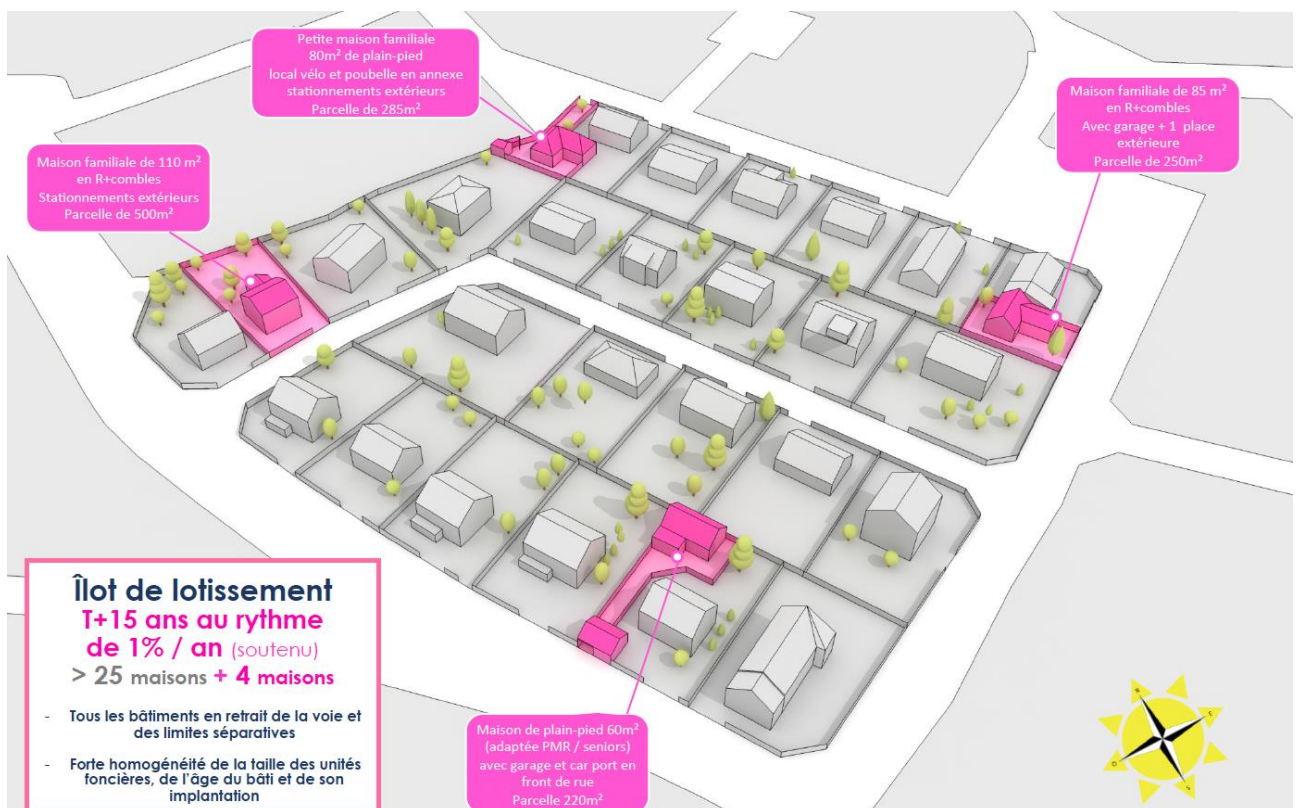 Petite maison familiale
80m² de plain-pied
local vélo et poubelle en annexe
stationnements extérieurs
Parcelle de 285m²
Maison familiale de 85 m²
en R+combles
Avec garage + 1 place
extérieure
Parcelle de 250m²
Maison familiale de 110 m²
en R+combles
Stationnements extérieurs
Parcelle de 500m²
Îlot de lotissement
T+15 ans au rythme
de 1% / an (soutenu)
> 25 maisons + 4 maisons
- Tous les bâtiments en retrait de la voie et
des limites séparatives
- Forte homogénéité de la taille des unités
foncières, de l'âge du bâti et de son
implantation
Maison de plain-pied 60m²
(adaptée PMR / seniors)
avec garage et car port en
front de rue
Parcelle 220m²